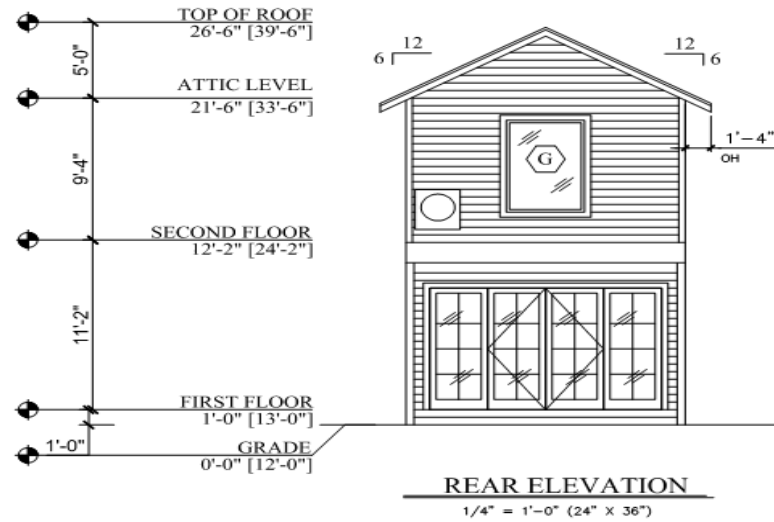 TOP OF ROOF
26'-6" [39'-6"]
5'-0"
ATTIC LEVEL
21'-6" [33'-6"]
9'-4"
SECOND FLOOR
12'-2" [24'-2"]
11'-2"
FIRST FLOOR
1'-0" [13'-0"]
1'-0"
GRADE
0'-0" [12'-0"]
12
6
12
6
1'-4"
OH
G
REAR ELEVATION
1/4" = 1'-0" (24" X 36")